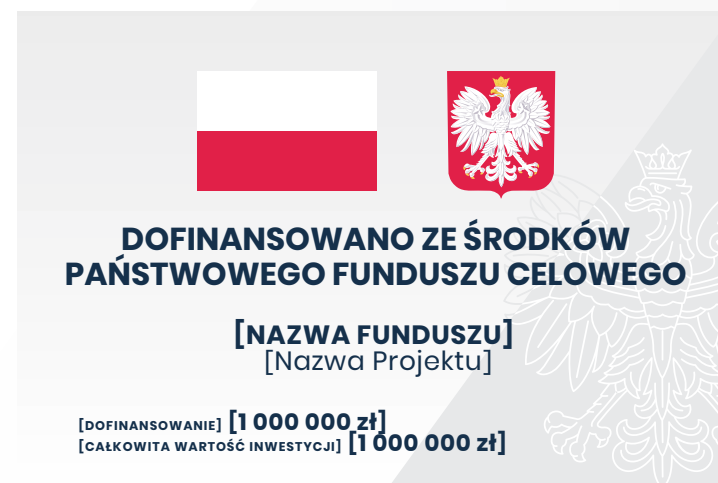 DOFINANSOWANO ZE ŚRODKÓW
PAŃSTWOWEGO FUNDUSZU CELOWEGO
[NAZWA FUNDUSZU]
[Nazwa Projektu]
[DOFINANSOWANIE] [1 000 000 zł]
[CAŁKOWITA WARTOŚĆ INWESTYCJI] [1 000 000 zł]